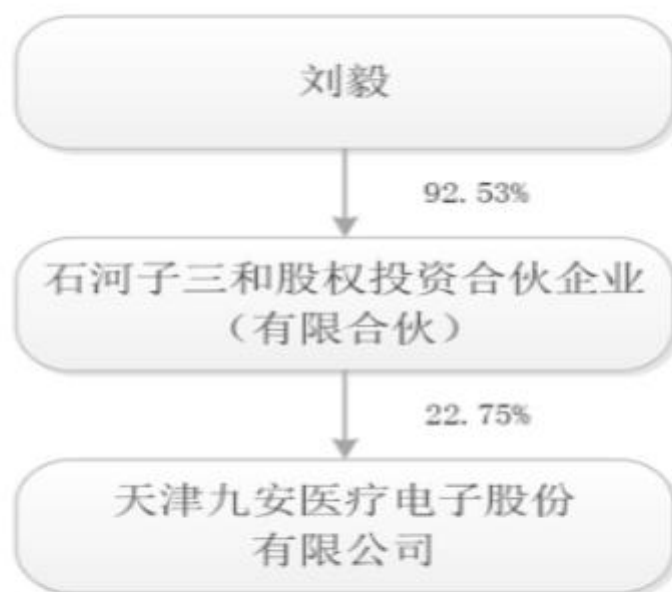 刘毅
92.53%
石河子三和股权投资合伙企业
（有限合伙）
22.75%
天津九安医疗电子股份
有限公司